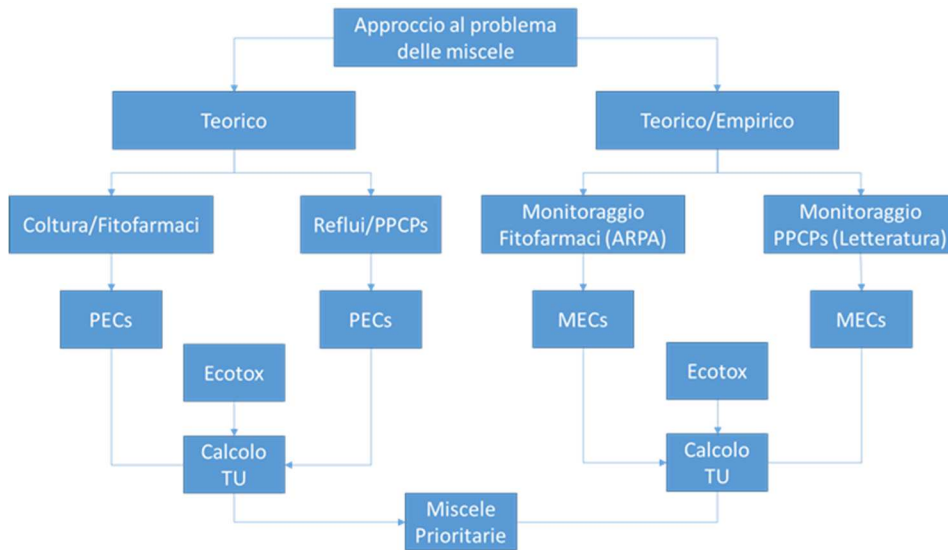 Approccio al problema
delle miscele
Teorico
Teorico/Empirico
Coltura/Fitofarmaci
Reflui/PPCPs
Monitoraggio
Fitofarmaci (ARPA)
Monitoraggio
PPCPs (Letteratura)
PECs
PECs
MECs
MECs
Ecotox
Ecotox
Calcolo
TU
Calcolo
TU
Miscele
Prioritarie